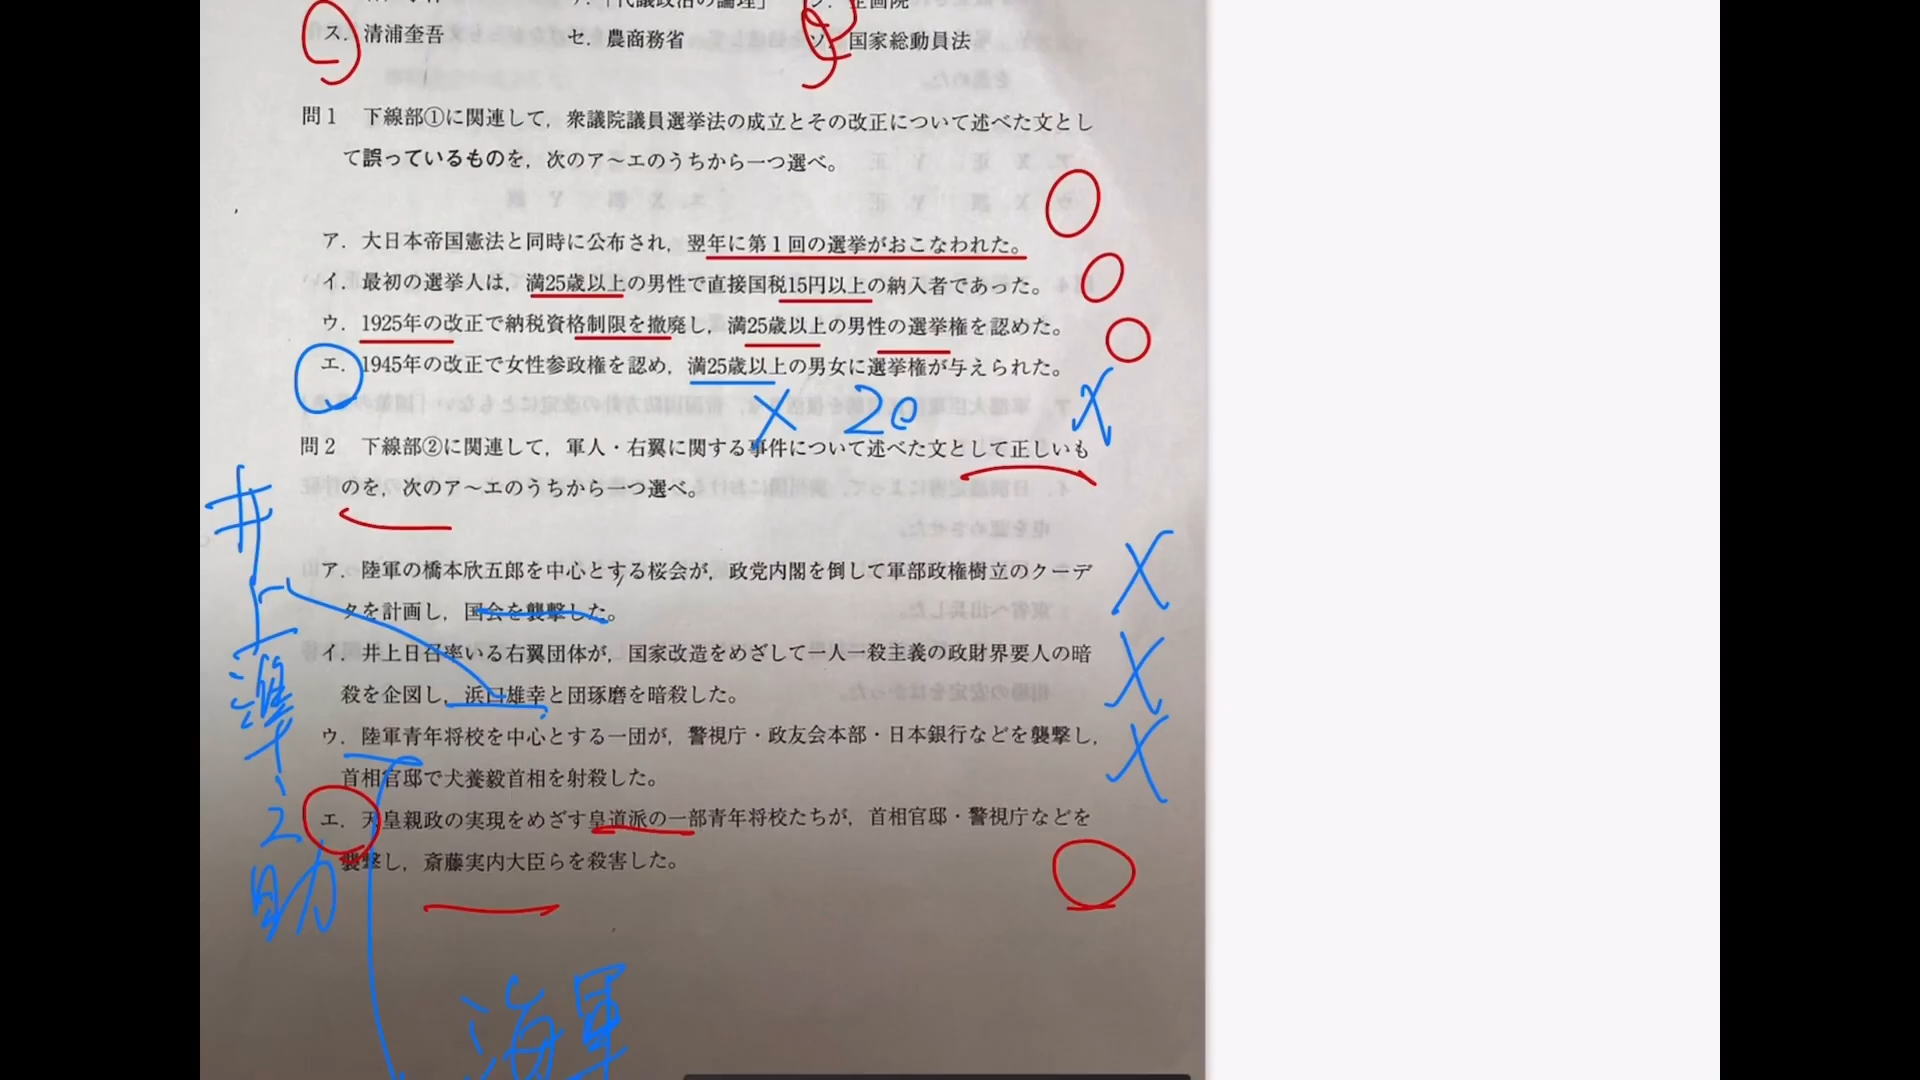 ス．清浦奎吾　セ．農商務省　ソ．国家総動員法
問1　下線部①に関連して，衆議院議員選挙法の成立とその改正について述べた文とし
て誤っているものを，次のア～エのうちから一つ選べ。
ア．大日本帝国憲法と同時に公布され，翌年に第1回の選挙がおこなわれた。
イ．最初の選挙人は，満25歳以上の男性で直接国税15円以上の納入者であった。
ウ．1925年の改正で納税資格制限を撤廃し，満25歳以上の男性の選挙権を認めた。
エ．1945年の改正で女性参政権を認め，満25歳以上の男女に選挙権が与えられた。
X 20 X
問2　下線部②に関連して，軍人・右翼に関する事件について述べた文として正しいも
のを，次のア～エのうちから一つ選べ。
ア．陸軍の橋本欣五郎を中心とする桜会が，政党内閣を倒して軍部政権樹立のクーデ
タを計画し，国会を襲撃した。
X
イ．井上日召率いる右翼団体が，国家改造をめざして一人一殺主義の政財界要人の暗
殺を企図し，浜口雄幸と団琢磨を暗殺した。
X
ウ．陸軍青年将校を中心とする一団が，警視庁・政友会本部・日本銀行などを襲撃し，
首相官邸で犬養毅首相を射殺した。
X
エ．天皇親政の実現をめざす皇道派の一部青年将校たちが，首相官邸・警視庁などを
襲撃し，斎藤実内大臣らを殺害した。
井上準之助
海軍